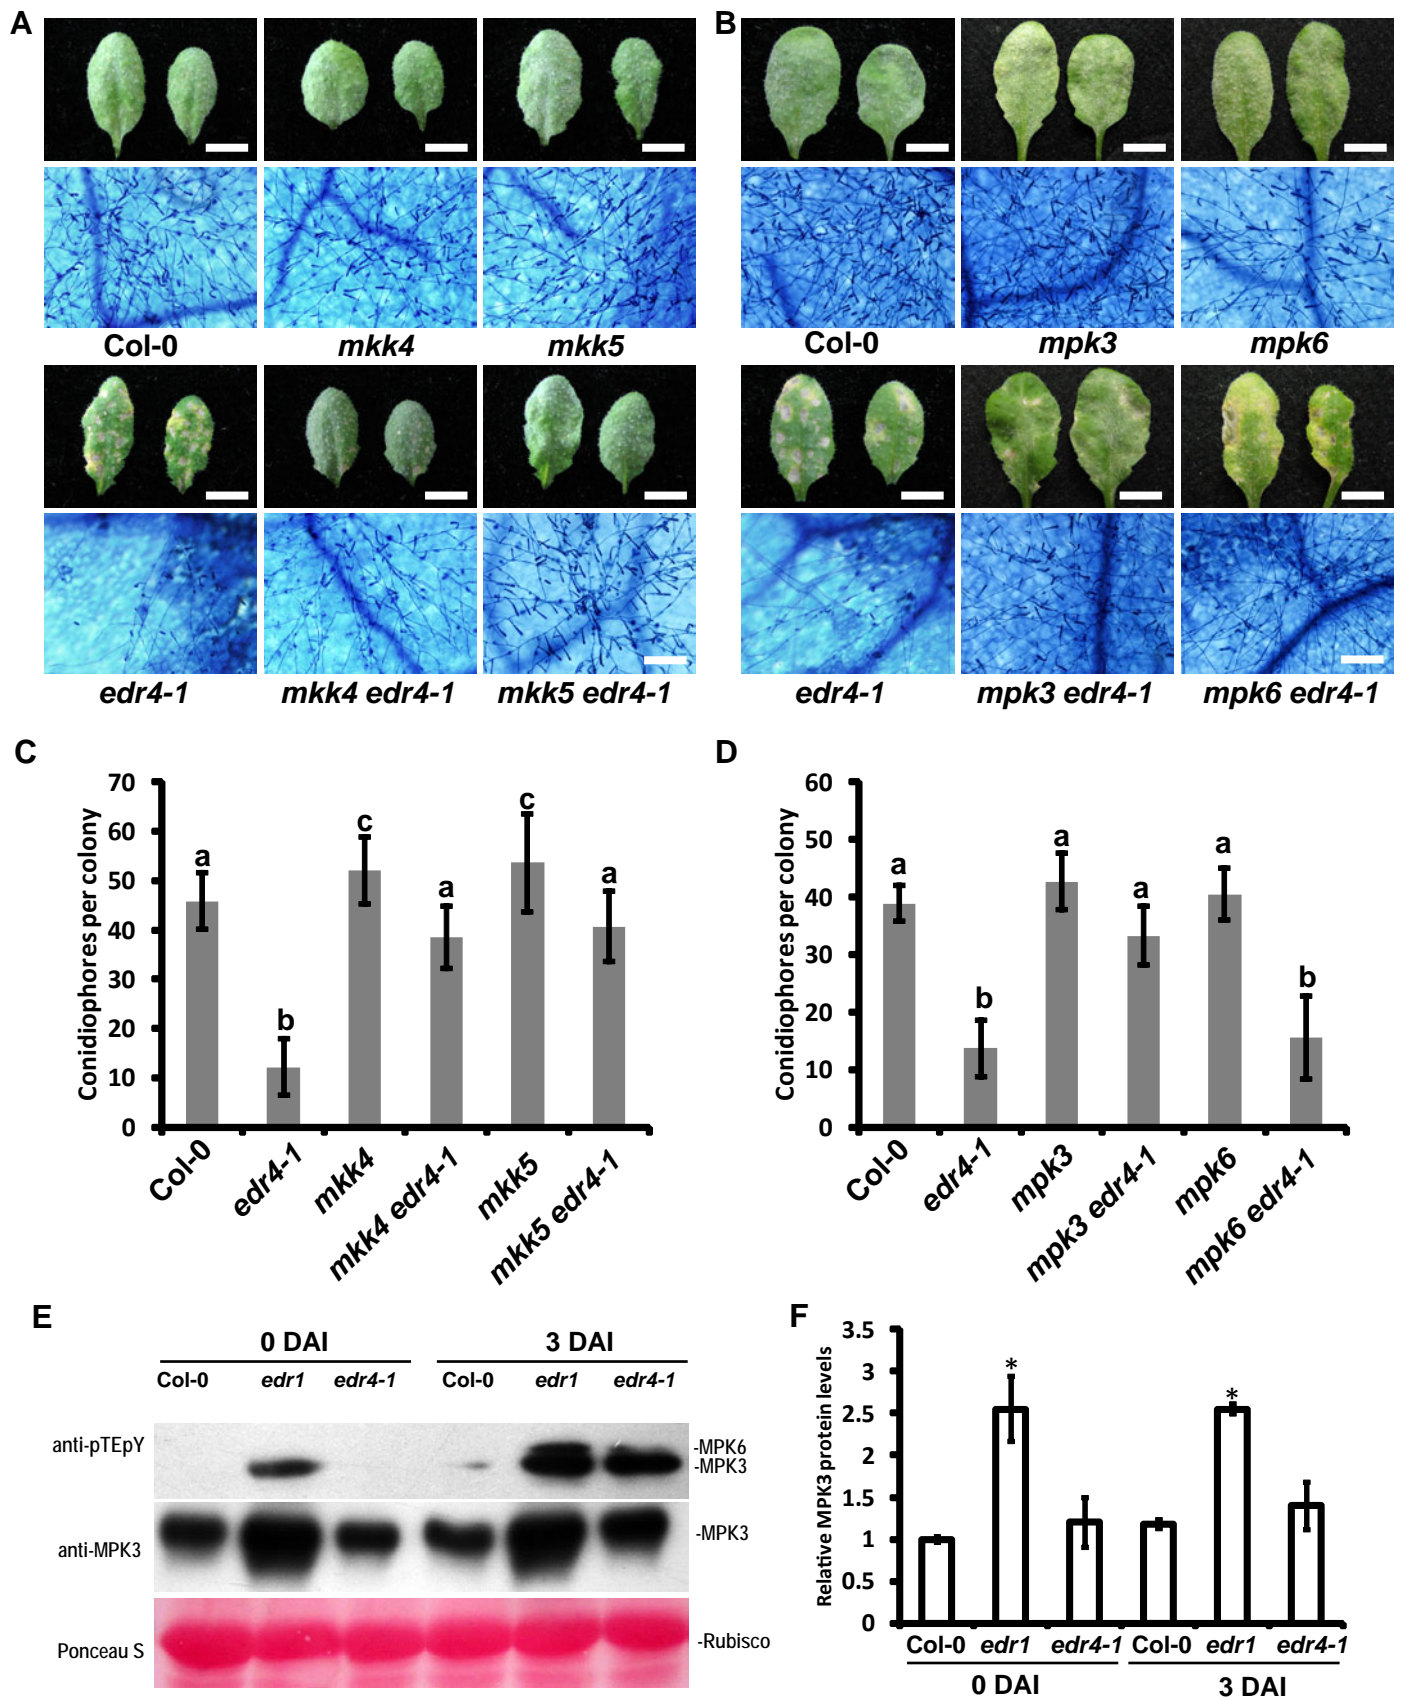 A
B
Col-0 mkk4 mkk5
Col-0 mpk3 mpk6
edr4-1 mkk4 edr4-1 mkk5 edr4-1
edr4-1 mpk3 edr4-1 mpk6 edr4-1
C
Conidiophores per colony
70
60
50
40
30
20
10
0
a
b
c
a
c
a
Col-0
edr4-1
mkk4
mkk4 edr4-1
mkk5
mkk5 edr4-1
D
Conidiophores per colony
60
50
40
30
20
10
0
a
b
a
a
a
b
Col-0
edr4-1
mpk3
mpk3 edr4-1
mpk6
mpk6 edr4-1
E
0 DAI 3 DAI
Col-0 edr1 edr4-1 Col-0 edr1 edr4-1
anti-pTEpY
-MPK6
-MPK3
anti-MPK3
-MPK3
Ponceau S
-Rubisco
F
Relative MPK3 protein levels
3.5
3
2.5
2
1.5
1
0.5
0
*
*
Col-0 edr1 edr4-1 Col-0 edr1 edr4-1
0 DAI 3 DAI